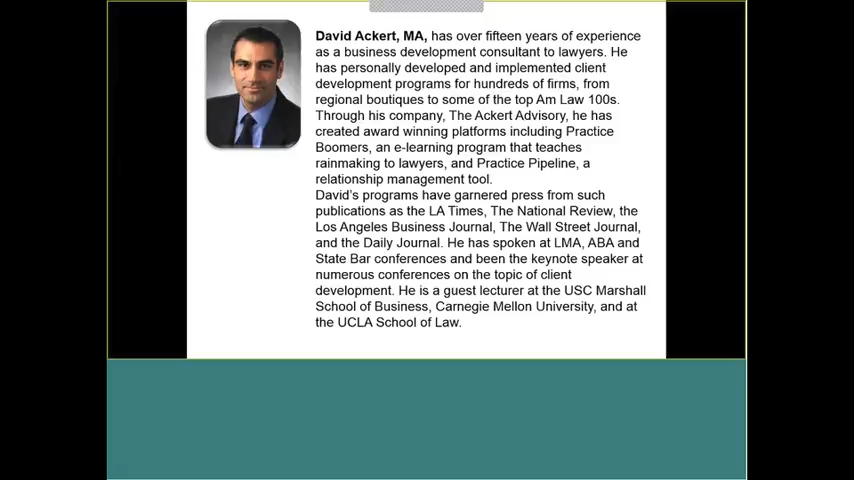 David Ackert, MA, has over fifteen years of experience
as a business development consultant to lawyers. He
has personally developed and implemented client
development programs for hundreds of firms, from
regional boutiques to some of the top Am Law 100s.
Through his company, The Ackert Advisory, he has
created award winning platforms including Practice
Boomers, an e-learning program that teaches
rainmaking to lawyers, and Practice Pipeline, a
relationship management tool.
David's programs have garnered press from such
publications as the LA Times, The National Review, the
Los Angeles Business Journal, The Wall Street Journal,
and the Daily Journal. He has spoken at LMA, ABA and
State Bar conferences and been the keynote speaker at
numerous conferences on the topic of client
development. He is a guest lecturer at the USC Marshall
School of Business, Carnegie Mellon University, and at
the UCLA School of Law.